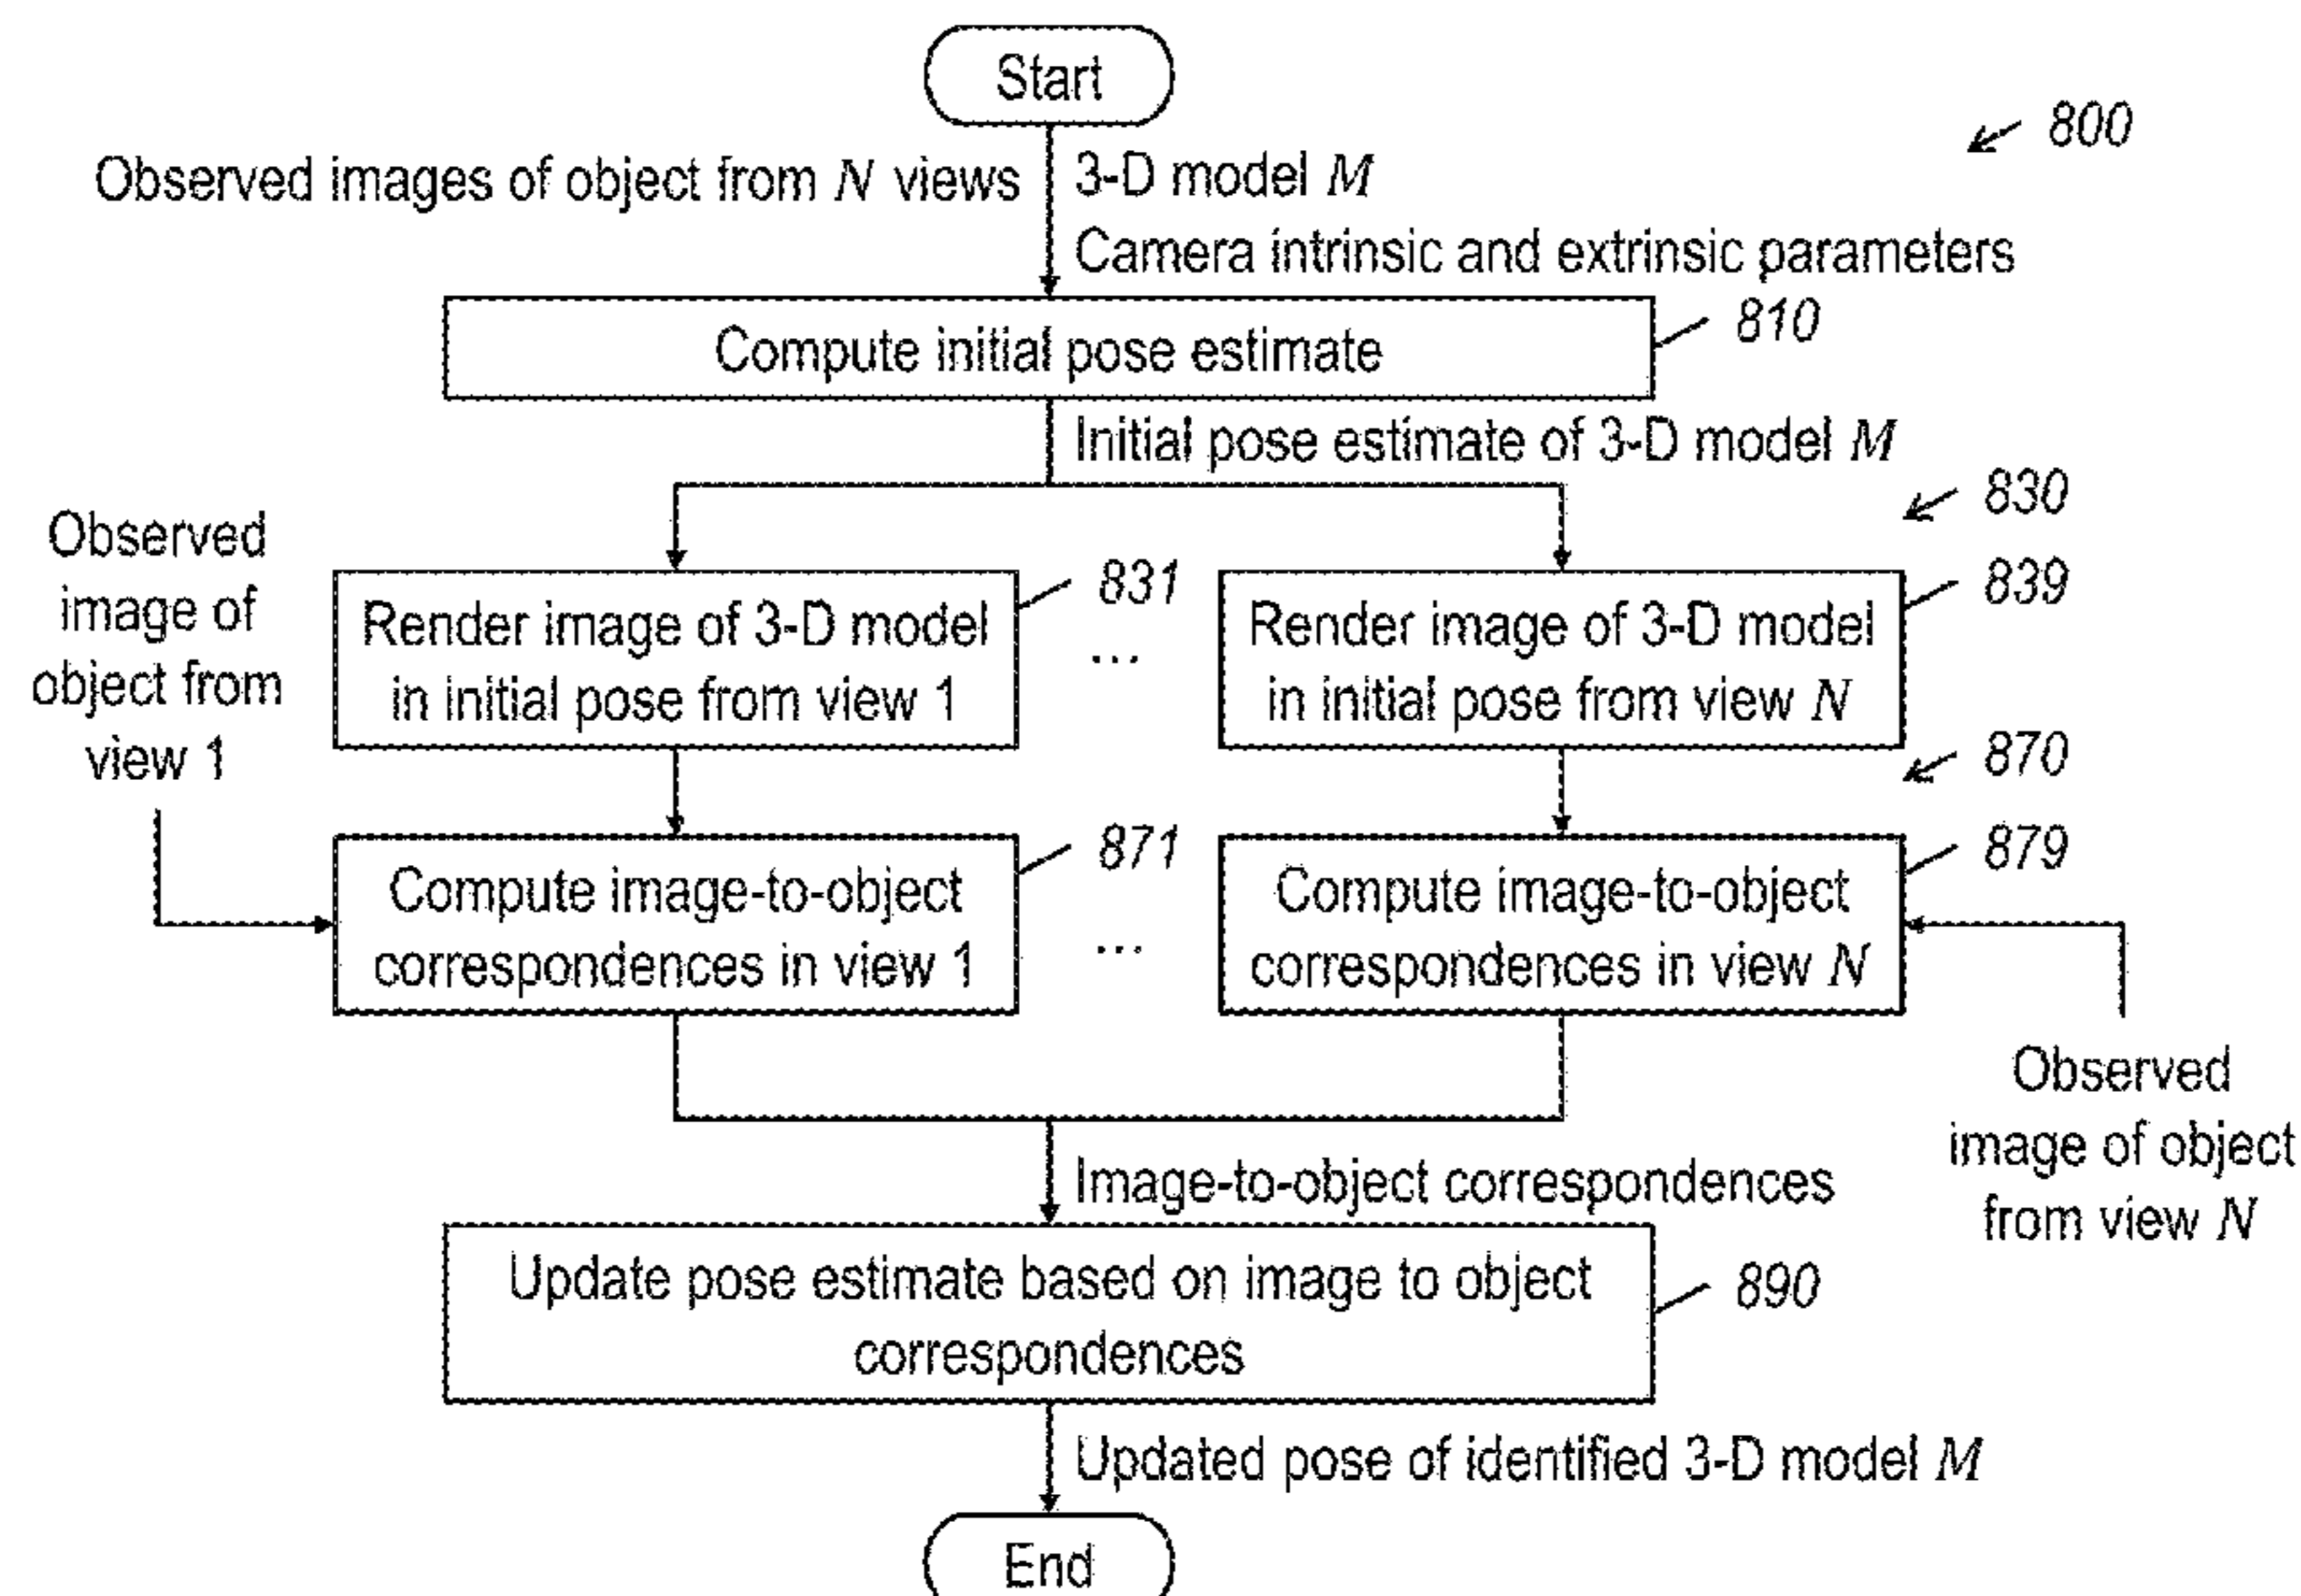 Start
800
Observed images of object from N views
3-D model M
Camera intrinsic and extrinsic parameters
Compute initial pose estimate
810
Initial pose estimate of 3-D model M
830
Observed
image of
object from
view 1
Render image of 3-D model
in initial pose from view 1
831
...
Render image of 3-D model
in initial pose from view N
839
870
Compute image-to-object
correspondences in view 1
871
...
Compute image-to-object
correspondences in view N
879
Observed
image of object
from view N
Image-to-object correspondences
Update pose estimate based on image to object
correspondences
890
Updated pose of identified 3-D model M
End